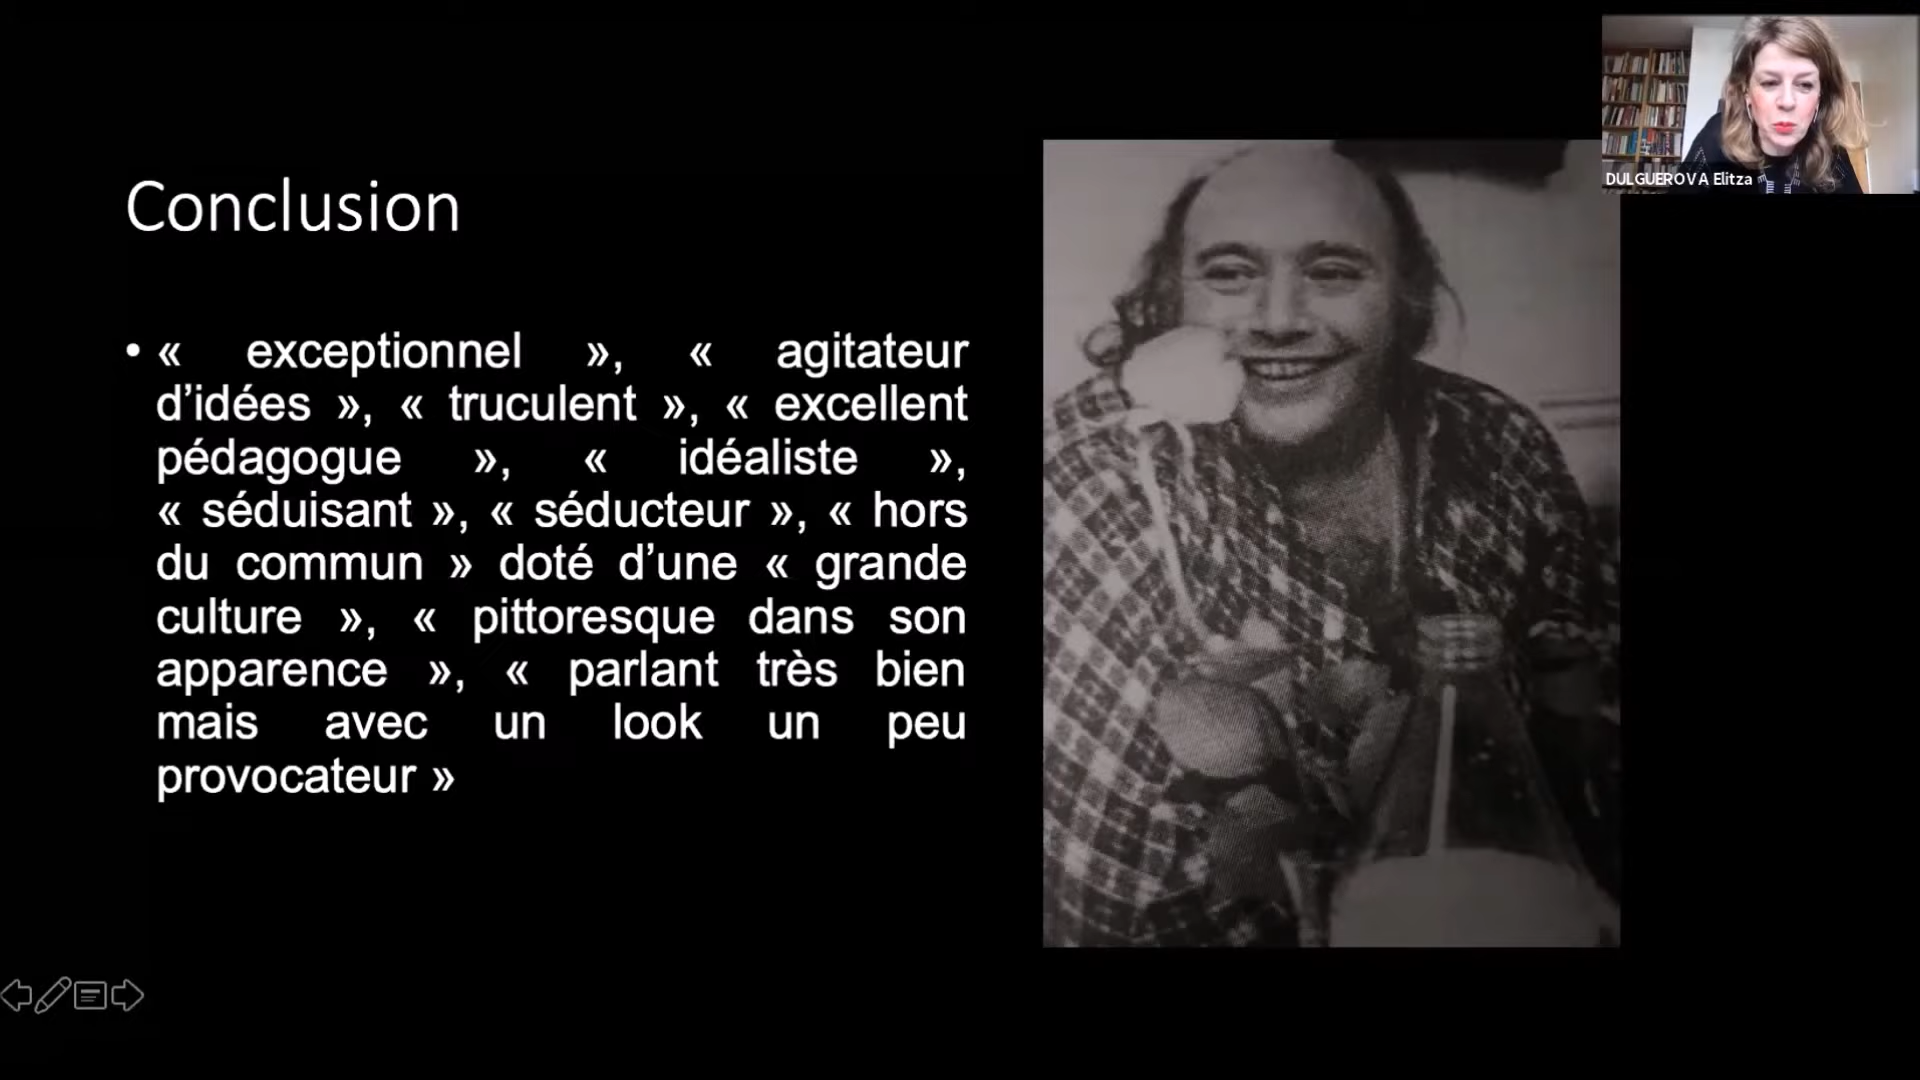 DULGUEROVA Elitza
Conclusion
• « exceptionnel », « agitateur
d’idées », « truculent », « excellent
pédagogue », « idéaliste »,
« séduisant », « séducteur », « hors
du commun » doté d’une « grande
culture », « pittoresque dans son
apparence », « parlant très bien
mais avec un look un peu
provocateur »